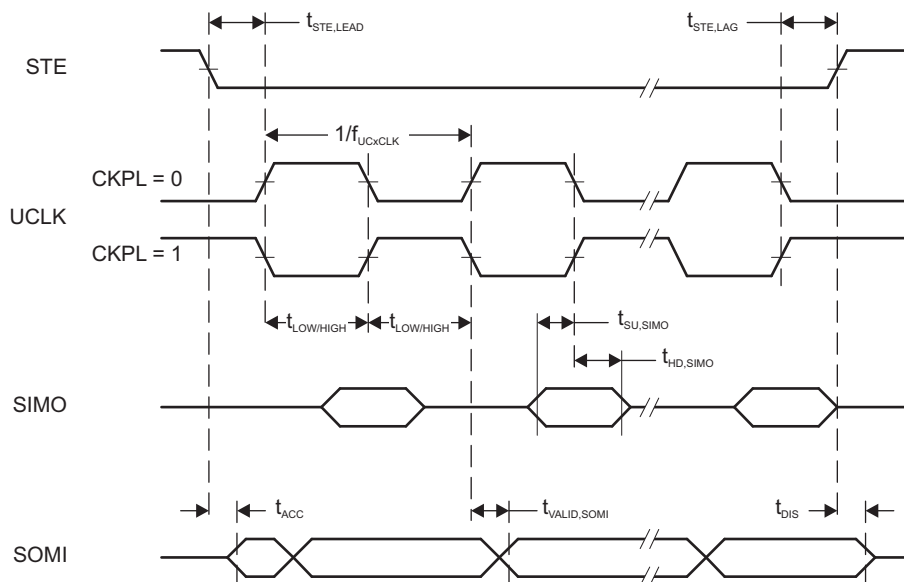 tSTE,LEAD
tSTE,LAG
STE
1/fUCxCLK
CKPL = 0
UCLK
CKPL = 1
tLOW/HIGH
tLOW/HIGH
tSU,SIMO
tHD,SIMO
SIMO
tACC
tVALID,SOMI
tDIS
SOMI